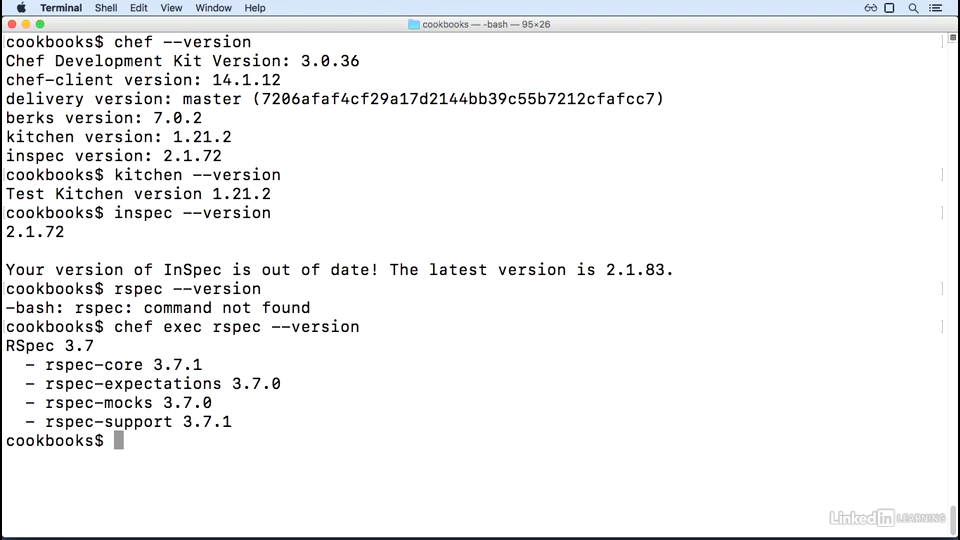 Terminal Shell Edit View Window Help
cookbooks — -bash — 95×26
cookbooks$ chef --version
Chef Development Kit Version: 3.0.36
chef-client version: 14.1.12
delivery version: master (7206afaf4cf29a17d2144bb39c55b7212cfafcc7)
berks version: 7.0.2
kitchen version: 1.21.2
inspec version: 2.1.72
cookbooks$ kitchen --version
Test Kitchen version 1.21.2
cookbooks$ inspec --version
2.1.72
Your version of InSpec is out of date! The latest version is 2.1.83.
cookbooks$ rspec --version
-bash: rspec: command not found
cookbooks$ chef exec rspec --version
RSpec 3.7
- rspec-core 3.7.1
- rspec-expectations 3.7.0
- rspec-mocks 3.7.0
- rspec-support 3.7.1
cookbooks$
LinkedIn LEARNING